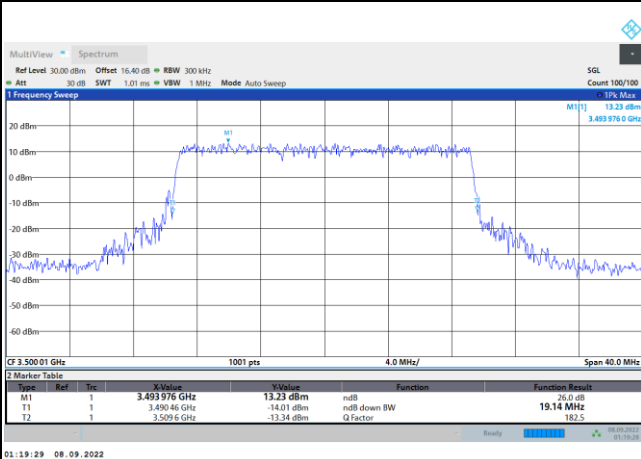 MultiView Spectrum
Ref Level 30.00 dBm Offset 16.40 dB RBW 300 kHz SGL
Att 30 dB SWT 1.01 ms VBW 1 MHz Mode Auto Sweep Count 100/100
1 Frequency Sweep 1Pk Max
M1[1] 13.23 dBm
3.493 976 0 GHz
M1
20 dBm
10 dBm
0 dBm
-10 dBm
-20 dBm
-30 dBm
-40 dBm
-50 dBm
-60 dBm
CF 3.500 01 GHz 1001 pts 4.0 MHz/ Span 40.0 MHz
2 Marker Table
Type Ref Trc X-Value Y-Value Function Function Result
M1 1 3.493 976 GHz 13.23 dBm ndB 26.0 dB
T1 1 3.490 46 GHz -14.01 dBm ndB down BW 19.14 MHz
T2 1 3.509 6 GHz -13.34 dBm Q Factor 182.5
Ready 08.09.2022
01:19:28
01:19:29 08.09.2022